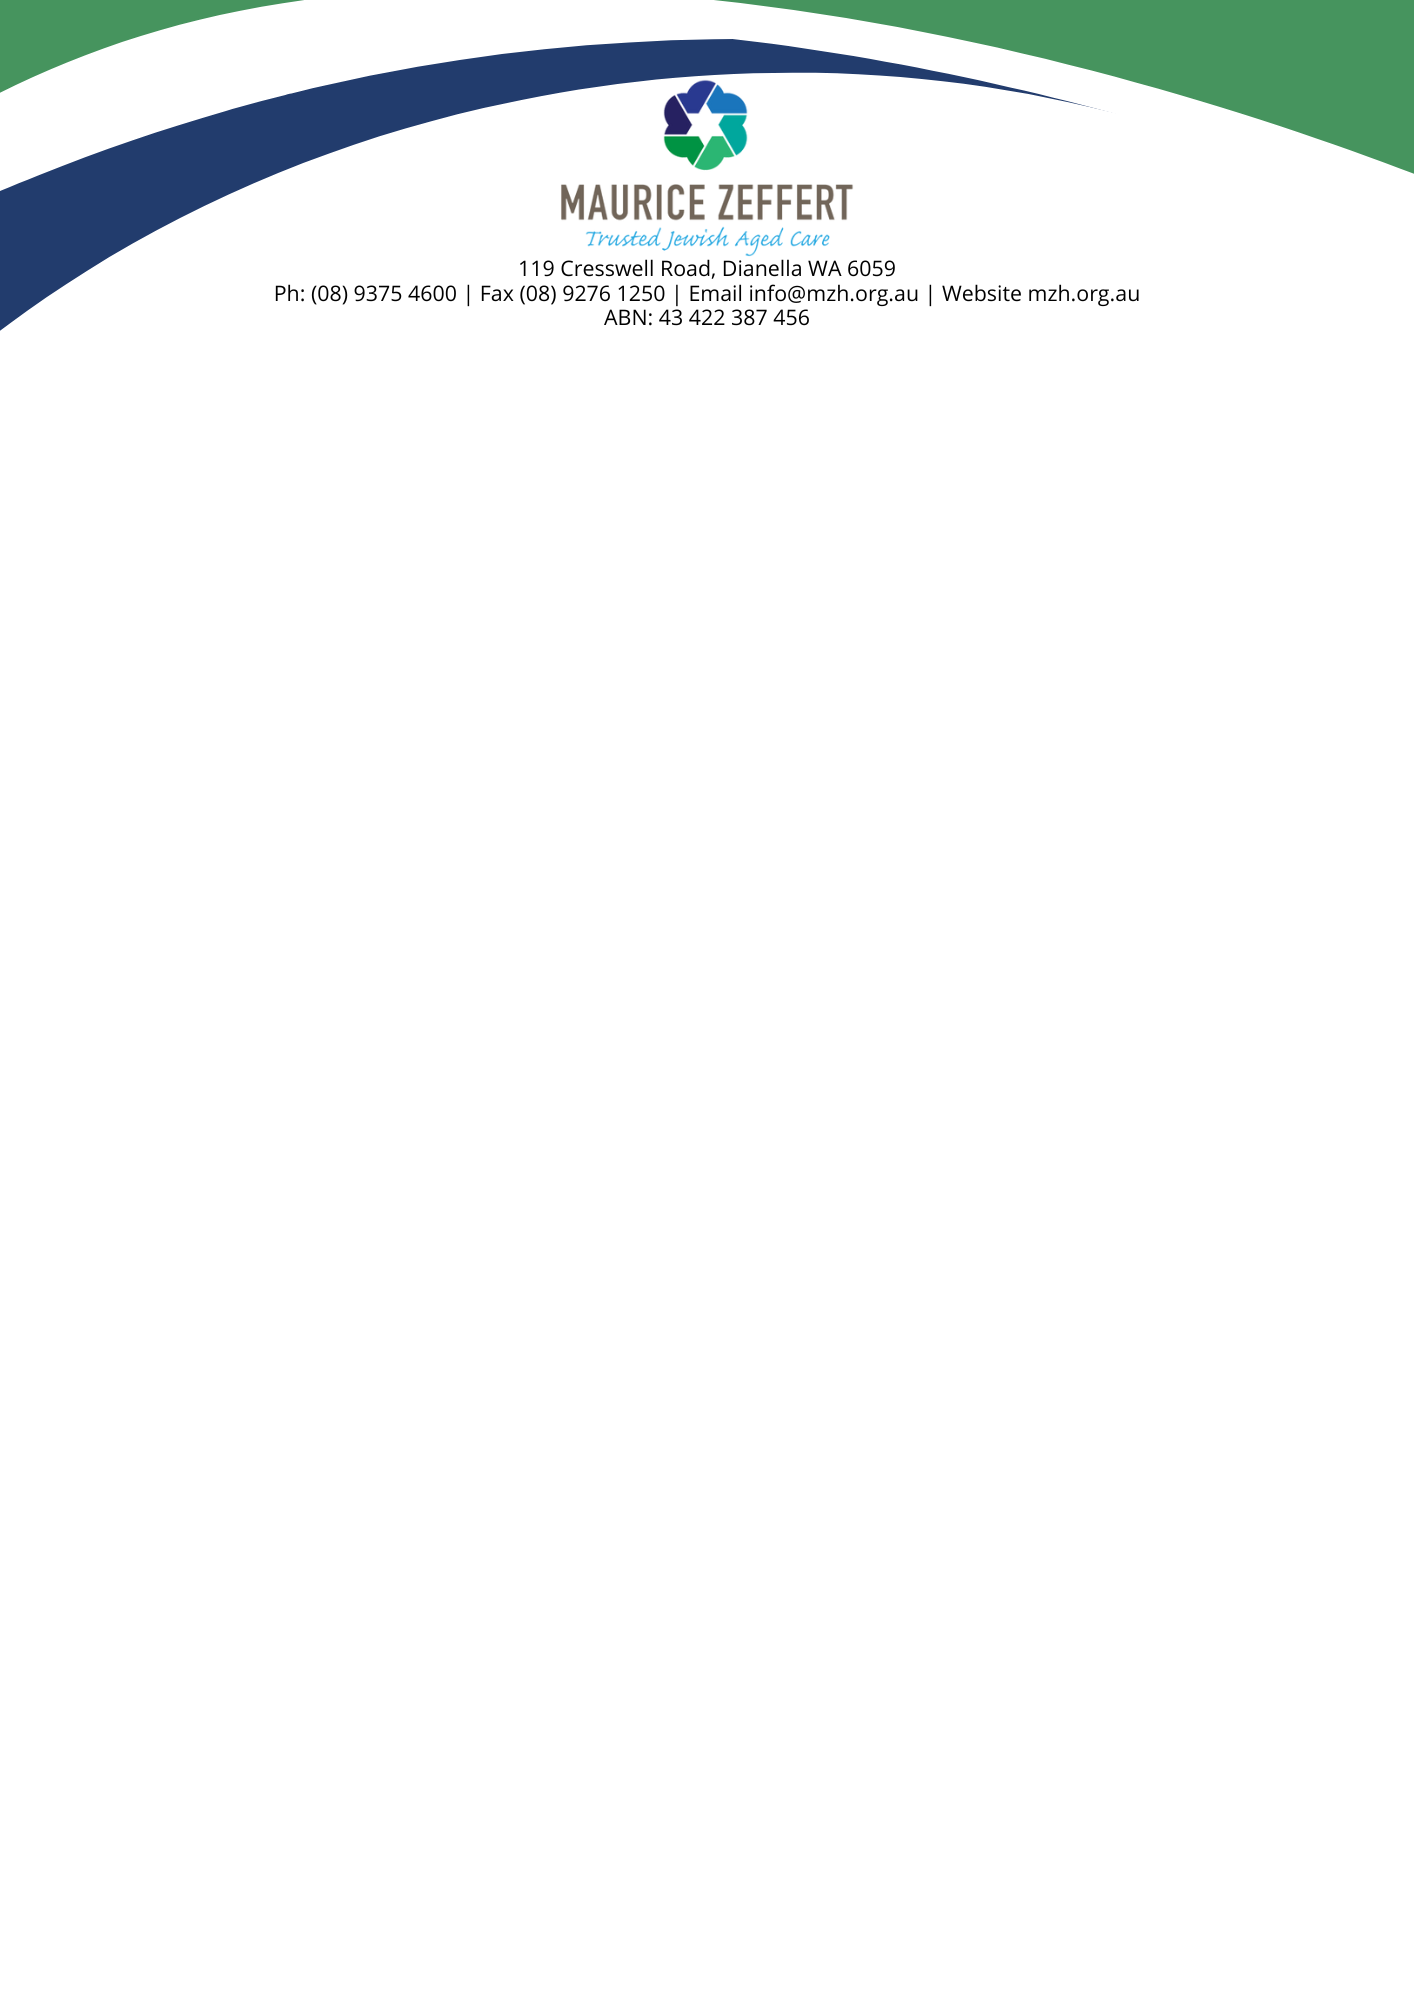 MAURICE ZEFFERT
Trusted Jewish Aged Care
119 Cresswell Road, Dianella WA 6059
Ph: (08) 9375 4600 | Fax (08) 9276 1250 | Email info@mzh.org.au | Website mzh.org.au
ABN: 43 422 387 456